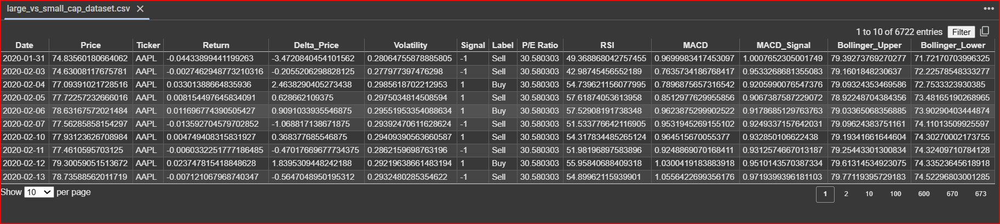 large_vs_small_cap_dataset.csv
1 to 10 of 6722 entries Filter
Date Price Ticker Return Delta_Price Volatility Signal Label P/E Ratio RSI MACD MACD_Signal Bollinger_Upper Bollinger_Lower
2020-01-31 74.83560180664062 AAPL -0.04433899441199263 -3.4720840454101562 0.28064755878885805 -1 Sell 30.580303 49.368868042757455 0.9699983417453097 1.0007652305001749 79.39273769270277 71.72170703996325
2020-02-03 74.63008117675781 AAPL -0.0027462948773210316 -0.2055206298828125 0.277977397476298 -1 Sell 30.580303 42.98745456552189 0.7635734186768417 0.9533268681355083 79.1601848230637 72.22578548333277
2020-02-04 77.09391021728516 AAPL 0.03301388664835936 2.4638290405273438 0.2985618702212953 1 Buy 30.580303 54.739621156077995 0.7896875657316542 0.9205990076547376 79.09324353469586 72.7533323930385
2020-02-05 77.72257232666016 AAPL 0.008154497645834091 0.628662109375 0.2975034814508594 1 Sell 30.580303 57.61874053613958 0.8512977629955856 0.9067387587229072 78.92248704384356 73.48165190268965
2020-02-06 78.63167572021484 AAPL 0.011696774390505427 0.9091033935546875 0.29551953354088634 1 Buy 30.580303 57.52908191738348 0.9623875299902522 0.9178685129763763 79.03365068356885 73.90290403444874
2020-02-07 77.56285858154297 AAPL -0.013592704579702852 -1.068817138671875 0.29392470611628624 -1 Sell 30.580303 51.533776642116905 0.9531945269155102 0.9249337157642031 79.09624383751161 74.11013509925597
2020-02-10 77.93123626708984 AAPL 0.004749408315831927 0.368377685546875 0.29409390563660587 1 Sell 30.580303 54.317834485265124 0.964515670055377 0.932850106622438 79.19341661644604 74.30270002173755
2020-02-11 77.4610595703125 AAPL -0.0060332251777186485 -0.47017669677734375 0.2862159698763196 -1 Sell 30.580303 51.98196897583896 0.9248869070168411 0.9312574667013187 79.25443301300834 74.32409710784128
2020-02-12 79.30059051513672 AAPL 0.023747815418848628 1.8395309448242188 0.29219638661483194 1 Buy 30.580303 55.95840688409318 1.0300419183883918 0.9510143570387334 79.61314534923075 74.33523645618918
2020-02-13 78.73588562011719 AAPL -0.007121067968740347 -0.5647048950195312 0.2932480285354622 -1 Sell 30.580303 54.89962115939901 1.0556422699356176 0.9719399396181103 79.77119395729183 74.52296803001285
Show 10 per page 1 2 10 100 600 670 673